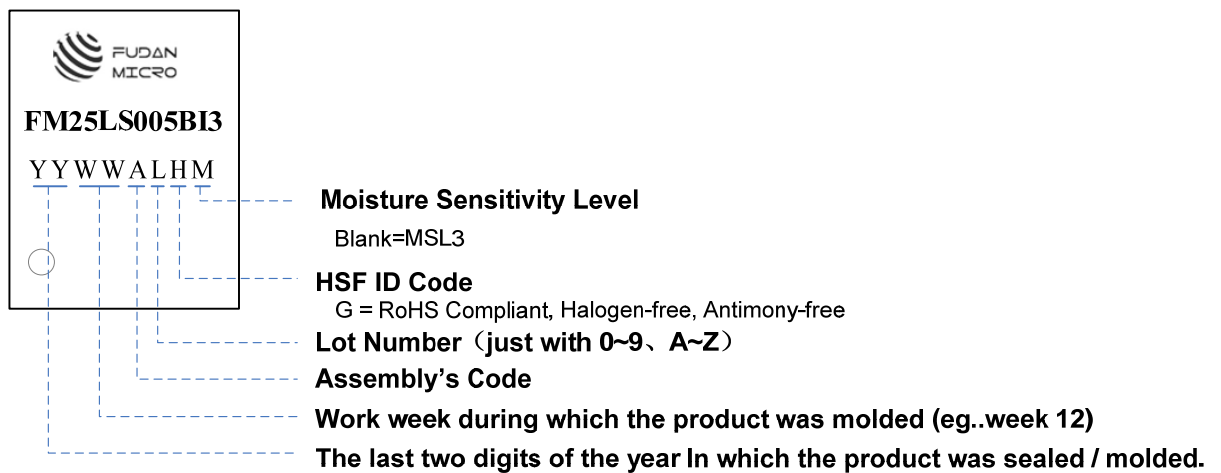 FUDAN
MICRO
FM25LS005BI3
YYWWALHM
Moisture Sensitivity Level
Blank=MSL3
HSF ID Code
G = RoHS Compliant, Halogen-free, Antimony-free
Lot Number（just with 0~9、A~Z）
Assembly's Code
Work week during which the product was molded (eg..week 12)
The last two digits of the year In which the product was sealed / molded.